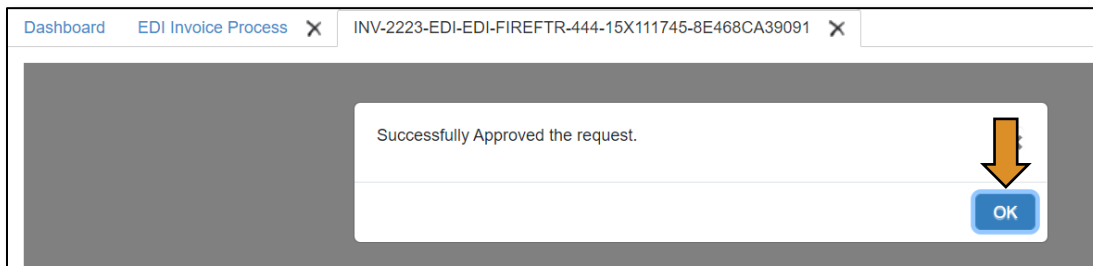 Dashboard EDI Invoice Process INV-2223-EDI-EDI-FIREFTR-444-15X111745-8E468CA39091
Successfully Approved the request.
OK